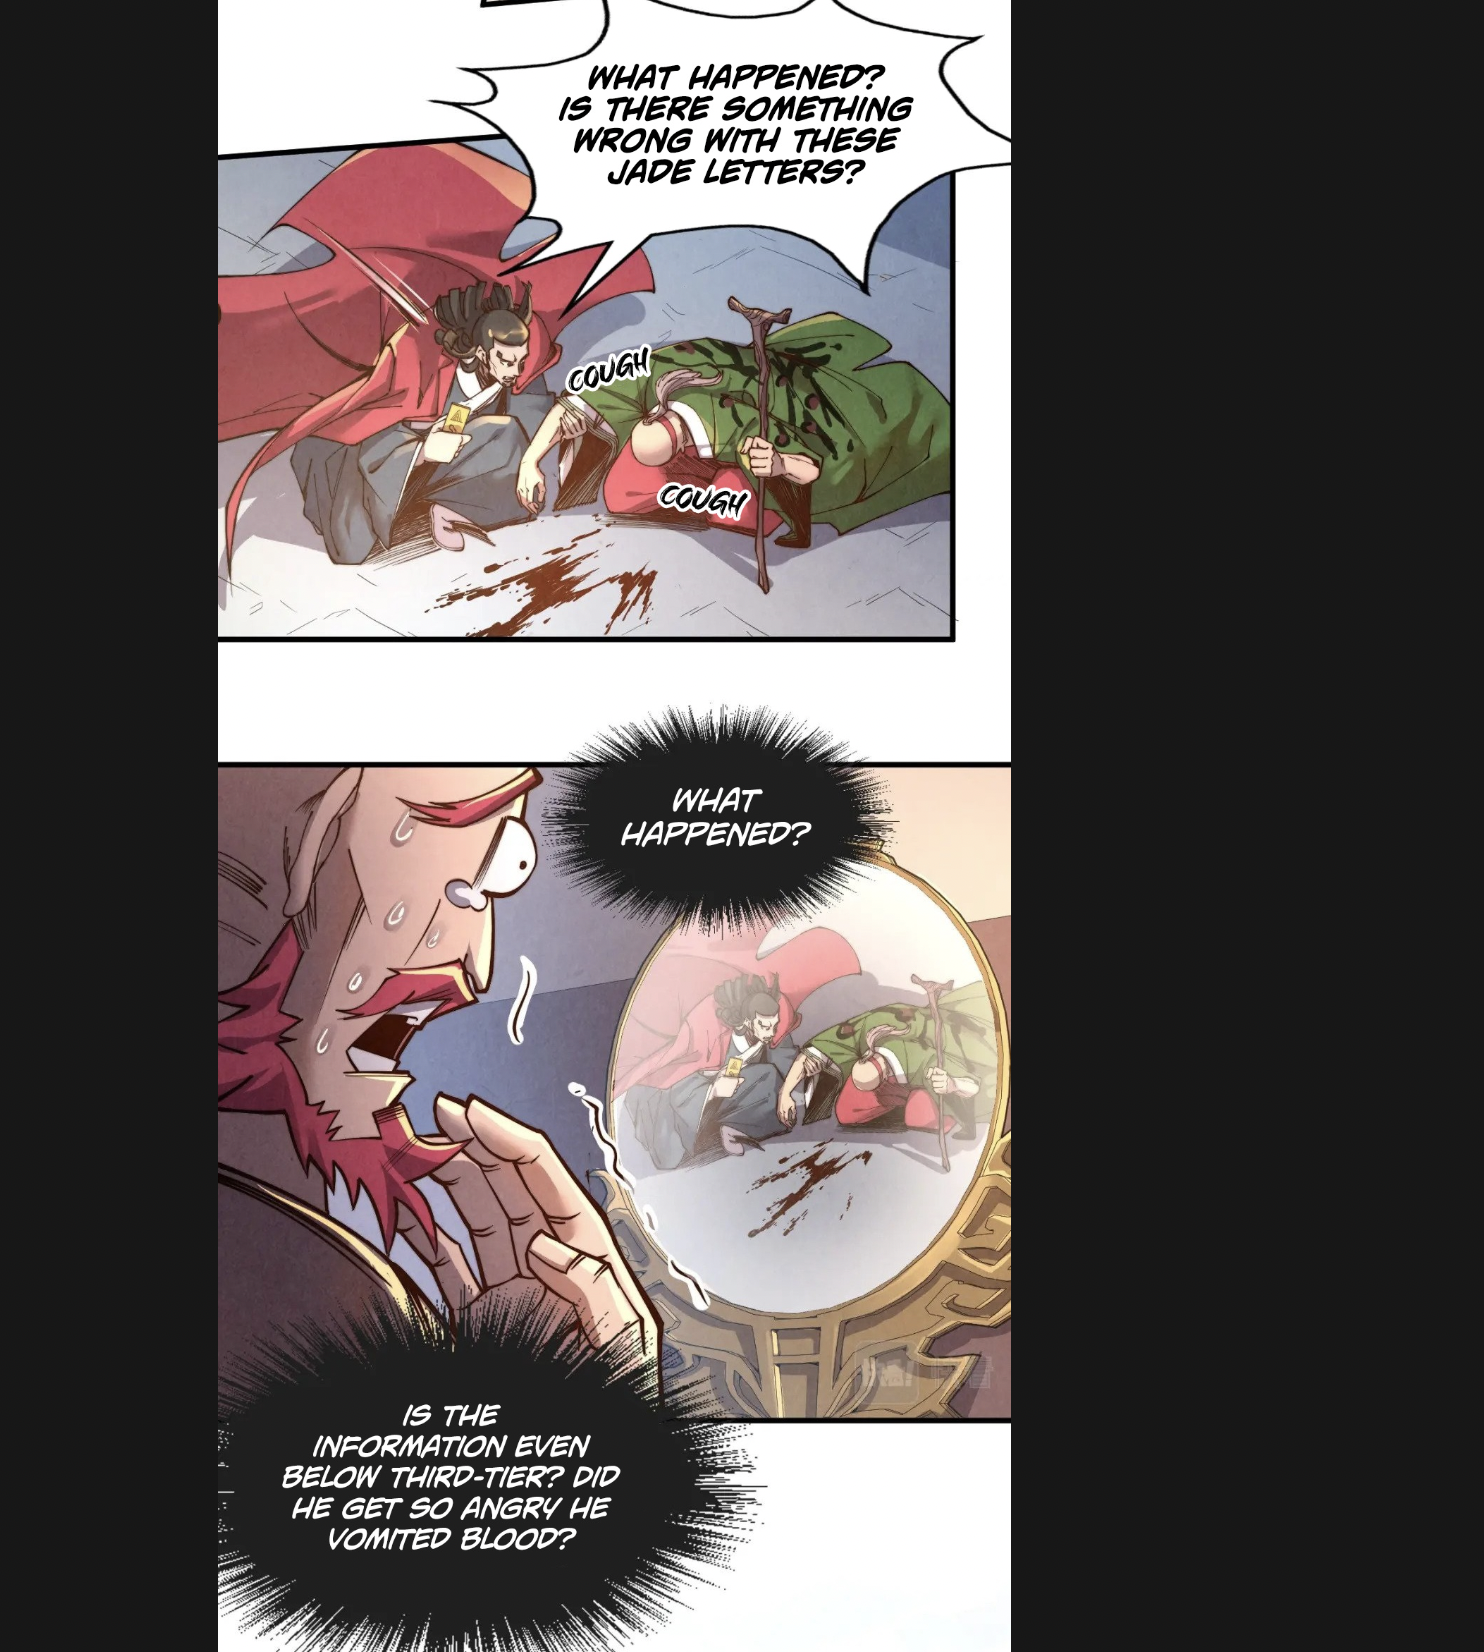 WHAT HAPPENED?
IS THERE SOMETHING
WRONG WITH THESE
JADE LETTERS?
COUGH
COUGH
WHAT
HAPPENED?
IS THE
INFORMATION EVEN
BELOW THIRD-TIER? DID
HE GET SO ANGRY HE
VOMITED BLOOD?